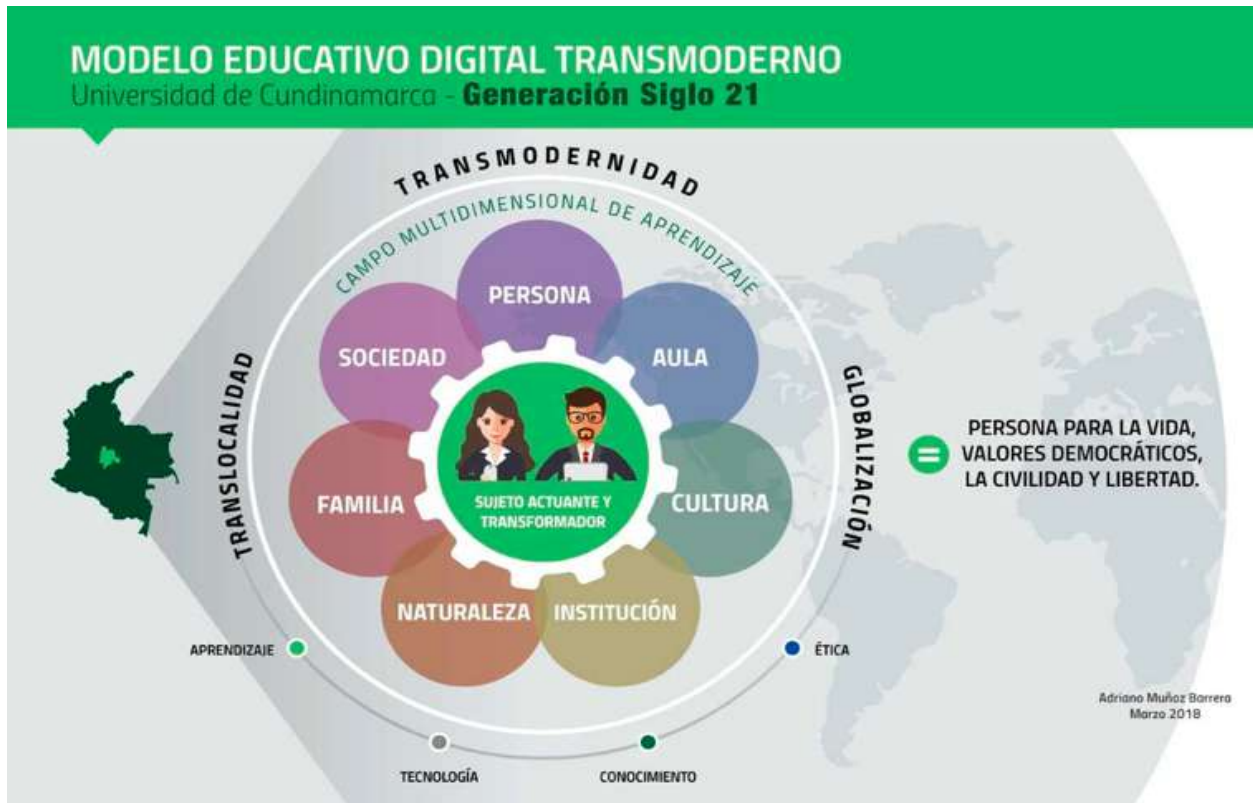 MODELO EDUCATIVO DIGITAL TRANSMODERNO
Universidad de Cundinamarca - Generación Siglo 21
TRANSMODERNIDAD
CAMPO MULTIDIMENSIONAL DE APRENDIZAJE
PERSONA
SOCIEDAD
AULA
TRANSLOCALIDAD
GLOBALIZACIÓN
FAMILIA
SUJETO ACTUANTE Y
TRANSFORMADOR
CULTURA
PERSONA PARA LA VIDA,
VALORES DEMOCRÁTICOS,
LA CIVILIDAD Y LIBERTAD.
NATURALEZA
INSTITUCIÓN
APRENDIZAJE
ÉTICA
Adriano Muñoz Barrera
Marzo 2018
TECNOLOGÍA
CONOCIMIENTO